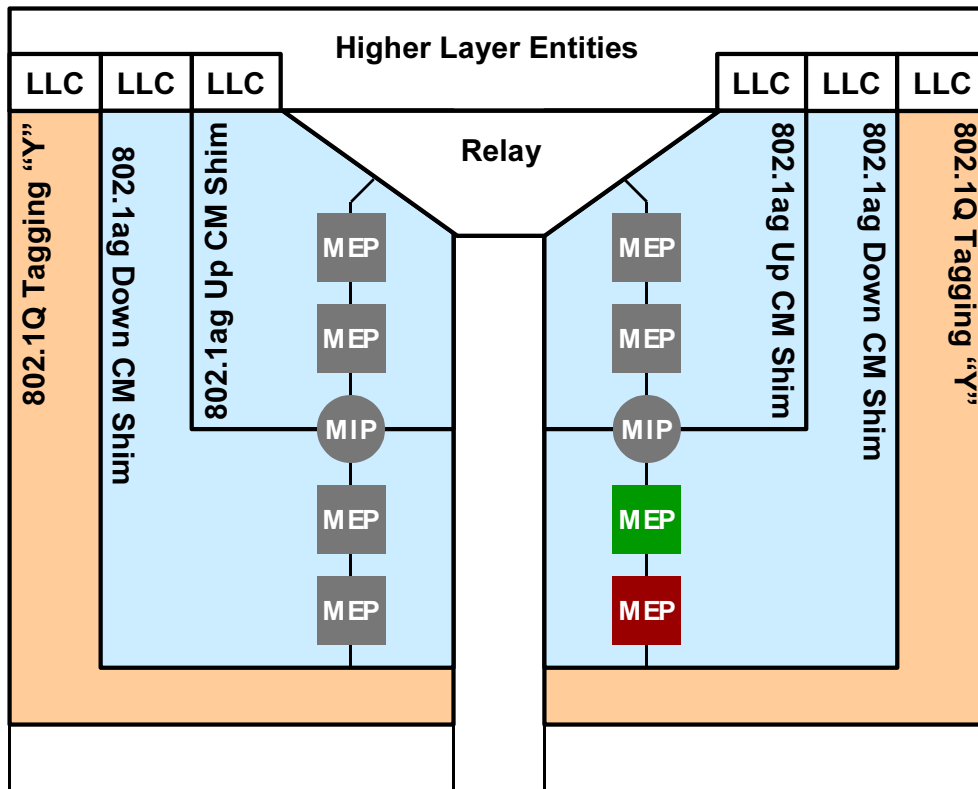 Higher Layer Entities
LLC
LLC
LLC
LLC
LLC
LLC
Relay
802.1Q Tagging “Y”
802.1ag Down CM Shim
802.1ag Up CM Shim
802.1ag Up CM Shim
802.1ag Down CM Shim
802.1Q Tagging “Y”
MEP
MEP
MEP
MEP
MIP
MIP
MEP
MEP
MEP
MEP